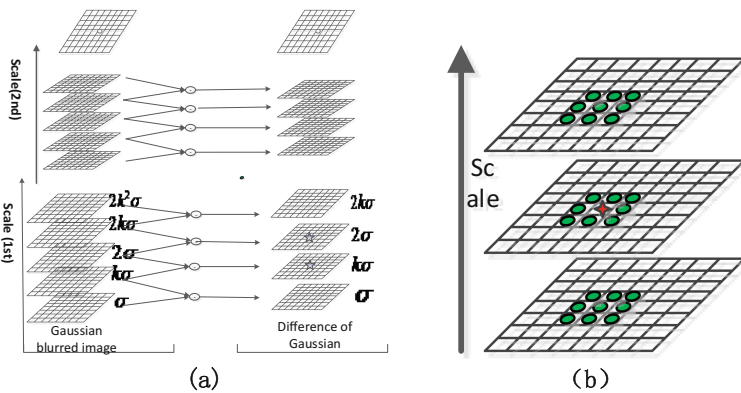 Scale(2nd)
Scale (1st)
2k²σ
2kσ
2σ
kσ
σ
2kσ
2σ
kσ
σ
Gaussian
blurred image
Difference of
Gaussian
(a)
Sc
ale
(b)